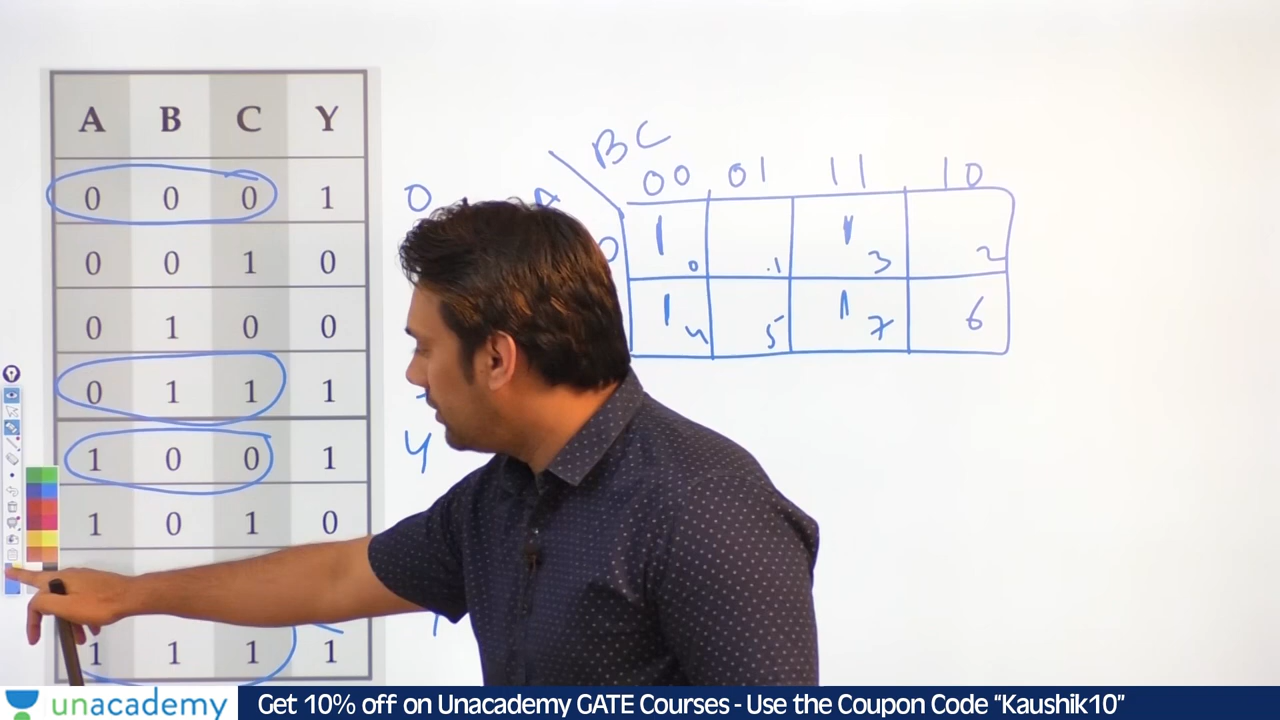 A B C Y
0 0 0 1 0
0 0 1 0
0 1 0 0
0 1 1 1
1 0 0 1 4
1 0 1 0
1 1 1 1
A BC
00 01 11 10
0 1 0 1 1 3 2
1 4 5 1 7 6
unacademy
Get 10% off on Unacademy GATE Courses - Use the Coupon Code “Kaushik10”